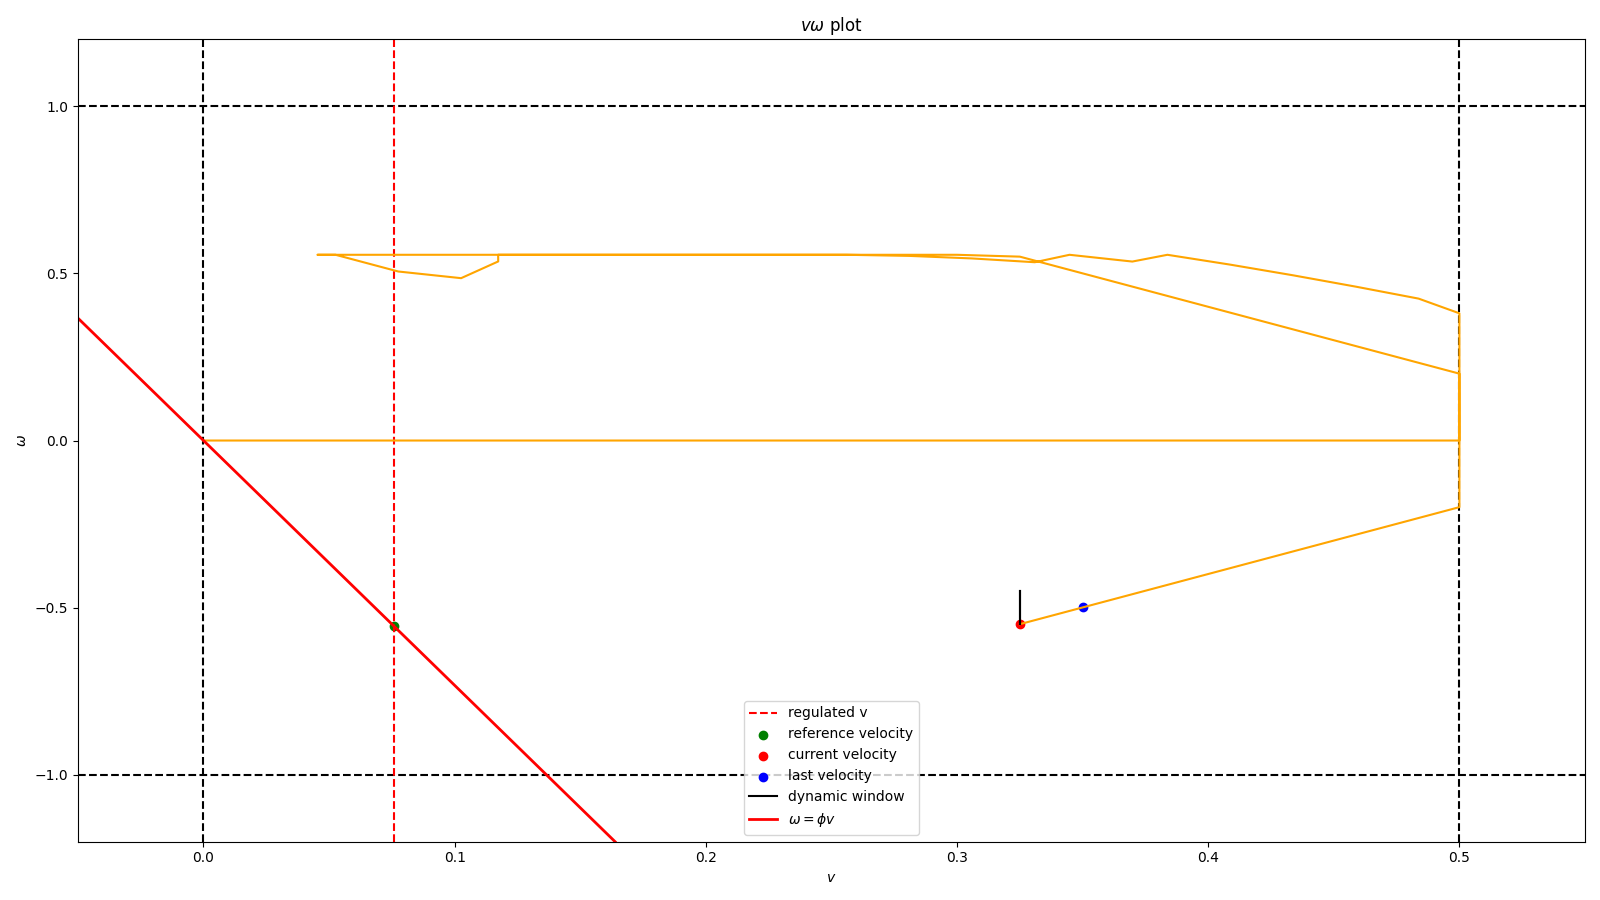 vω plot
1.0
0.5
0.0
−0.5
−1.0
ω
0.0 0.1 0.2 0.3 0.4 0.5
v
regulated v
reference velocity
current velocity
last velocity
dynamic window
ω = ϕv